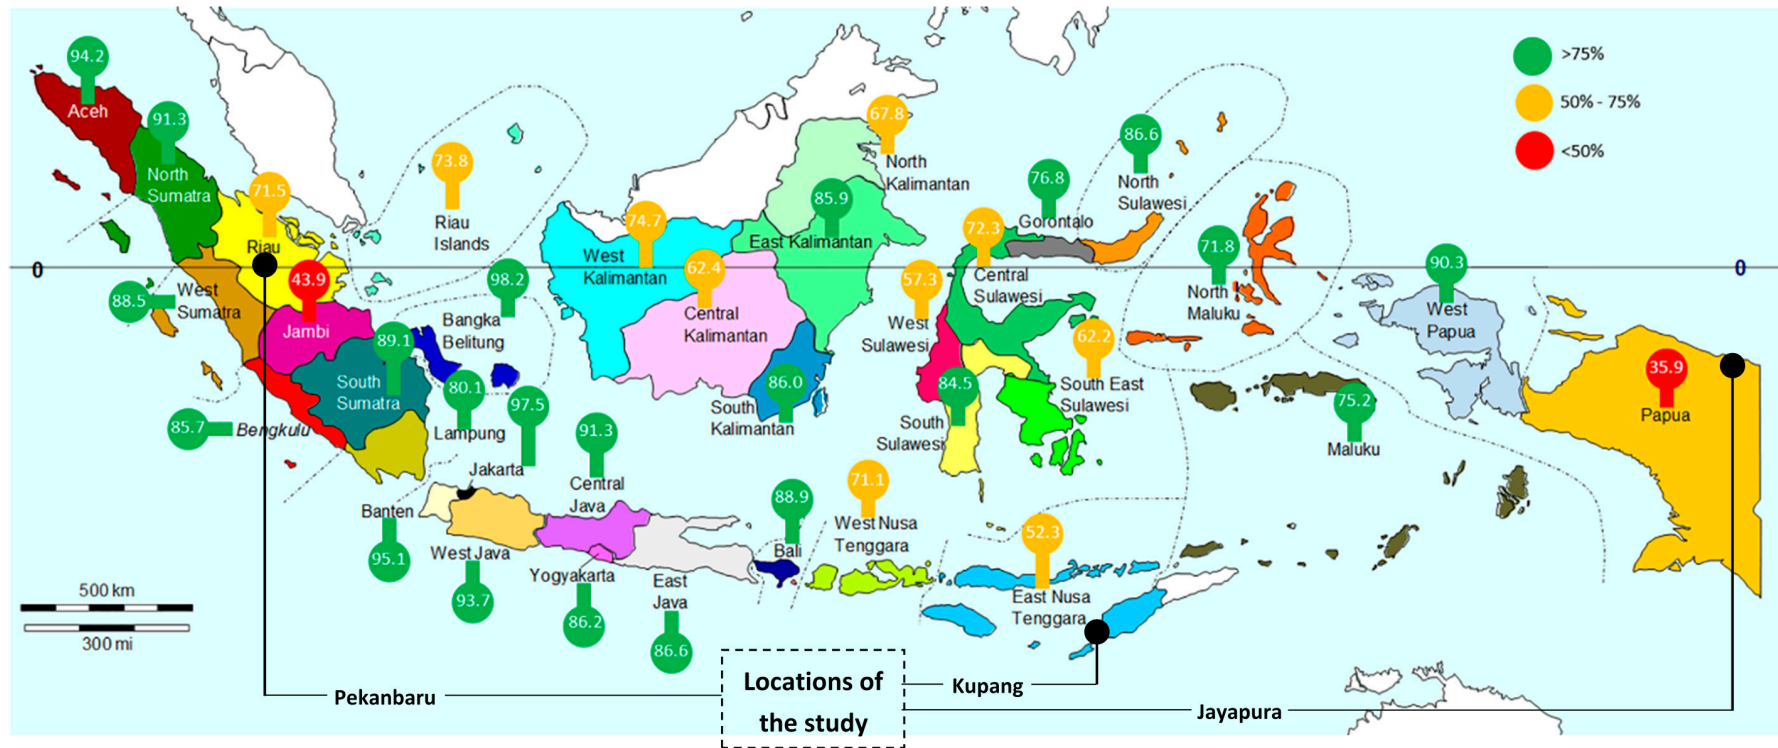 94.2
Aceh
91.3
North
Sumatra
71.5
Riau
73.8
Riau
Islands
43.9
Jambi
88.5
West
Sumatra
89.1
South
Sumatra
98.2
Bangka
Belitung
80.1
Lampung
85.7
Bengkulu
97.5
Jakarta
Banten
95.1
West Java
93.7
91.3
Central
Java
Yogyakarta
86.2
East
Java
86.6
88.9
Bali
71.1
West Nusa
Tenggara
52.3
East Nusa
Tenggara
74.7
West
Kalimantan
62.4
Central
Kalimantan
86.0
South
Kalimantan
85.9
East Kalimantan
67.8
North
Kalimantan
86.6
North
Sulawesi
76.8
Gorontalo
72.3
Central
Sulawesi
57.3
West
Sulawesi
84.5
South
Sulawesi
62.2
South East
Sulawesi
71.8
North
Maluku
75.2
Maluku
90.3
West
Papua
35.9
Papua
>75%
50% - 75%
<50%
0
0
500 km
300 mi
Locations of
the study
Pekanbaru
Kupang
Jayapura